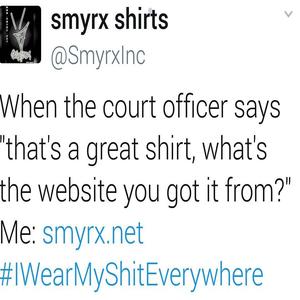 smyrx shirts
@SmyrxInc
When the court officer says
"that's a great shirt, what's
the website you got it from?"
Me: smyrx.net
#IWearMyShitEverywhere